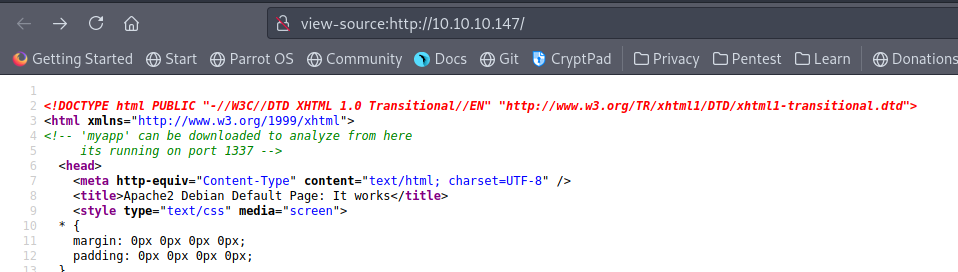 view-source:http://10.10.10.147/
Getting Started Start Parrot OS Community Docs Git CryptPad Privacy Pentest Learn Donations
1
2 <!DOCTYPE html PUBLIC "-//W3C//DTD XHTML 1.0 Transitional//EN" "http://www.w3.org/TR/xhtml1/DTD/xhtml1-transitional.dtd">
3 <html xmlns="http://www.w3.org/1999/xhtml">
4 <!-- 'myapp' can be downloaded to analyze from here
5 its running on port 1337 -->
6 <head>
7 <meta http-equiv="Content-Type" content="text/html; charset=UTF-8" />
8 <title>Apache2 Debian Default Page: It works</title>
9 <style type="text/css" media="screen">
10 * {
11 margin: 0px 0px 0px 0px;
12 padding: 0px 0px 0px 0px;
13 }